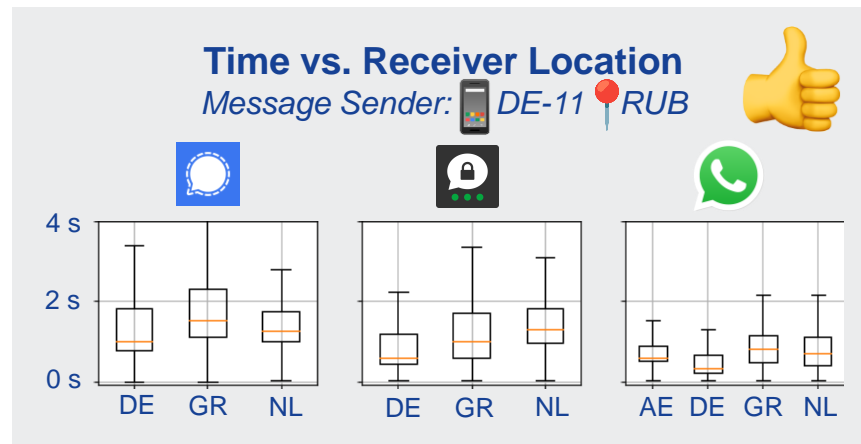 Time vs. Receiver Location
Message Sender: DE-11 RUB
4 s
2 s
0 s
DE GR NL
DE GR NL
AE DE GR NL